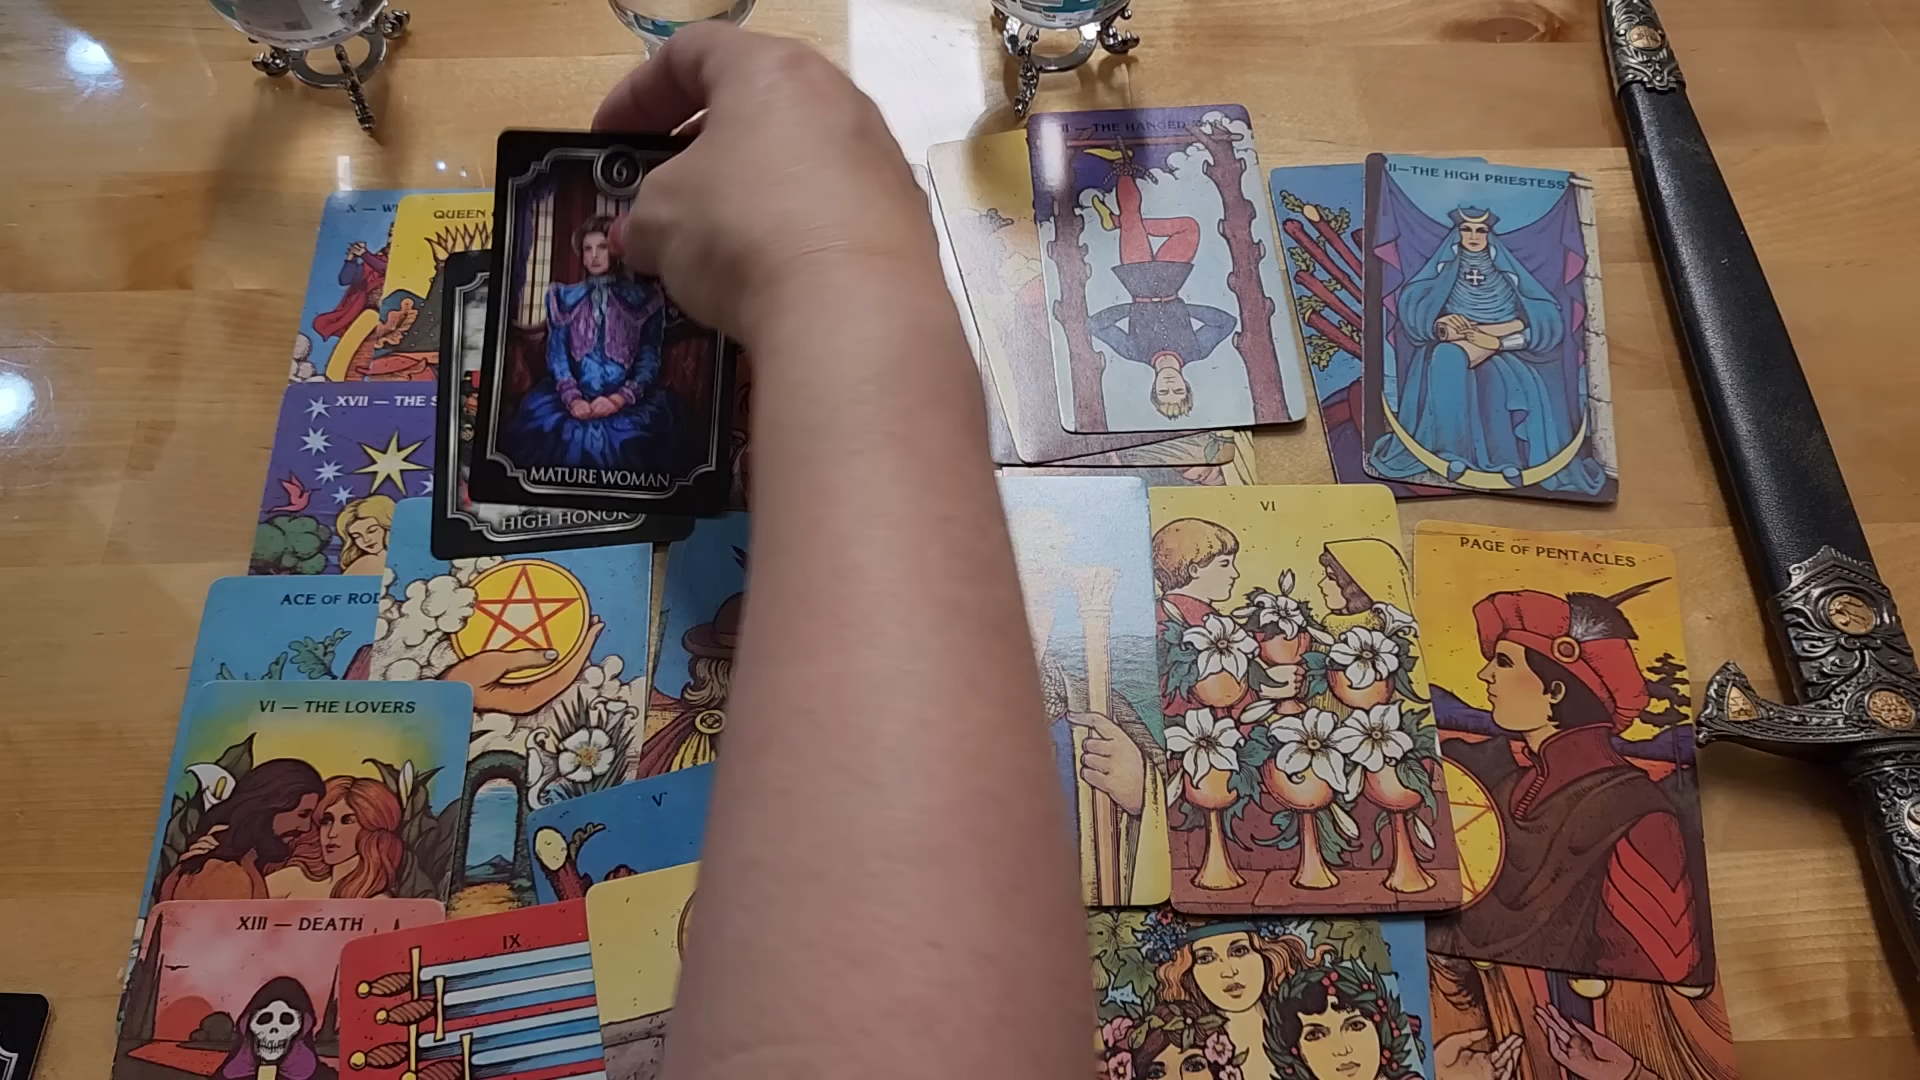 II — THE HANGED MAN
II—THE HIGH PRIESTESS
X — W
QUEEN
6
XVII — THE S
MATURE WOMAN
HIGH HONOR
VI
PAGE OF PENTACLES
ACE OF ROD
VI — THE LOVERS
V
XIII — DEATH
IX